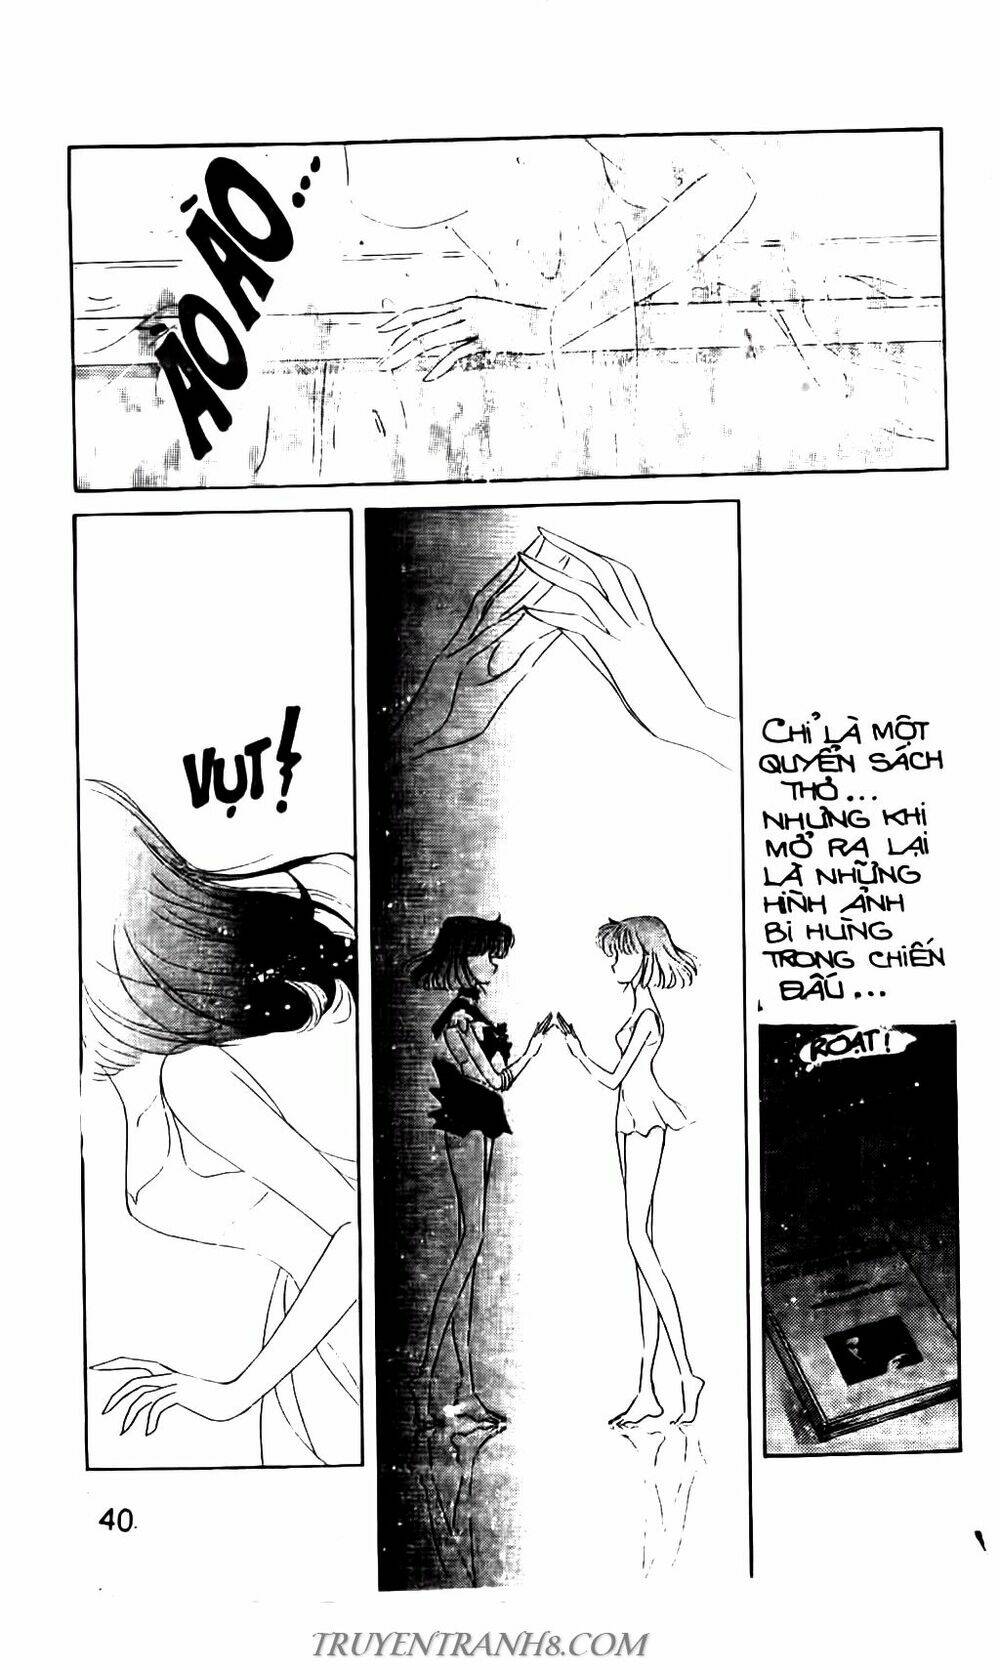 ÀO ÀO...
VỤT!
CHỈ LÀ MỘT
QUYỂN SÁCH
THƠ...
NHƯNG KHI
MỞ RA LẠI
LÀ NHỮNG
HÌNH ẢNH
BI HÙNG
TRONG CHIẾN
ĐẤU...
ROẠT!
40.
TRUYENTRANH8.COM